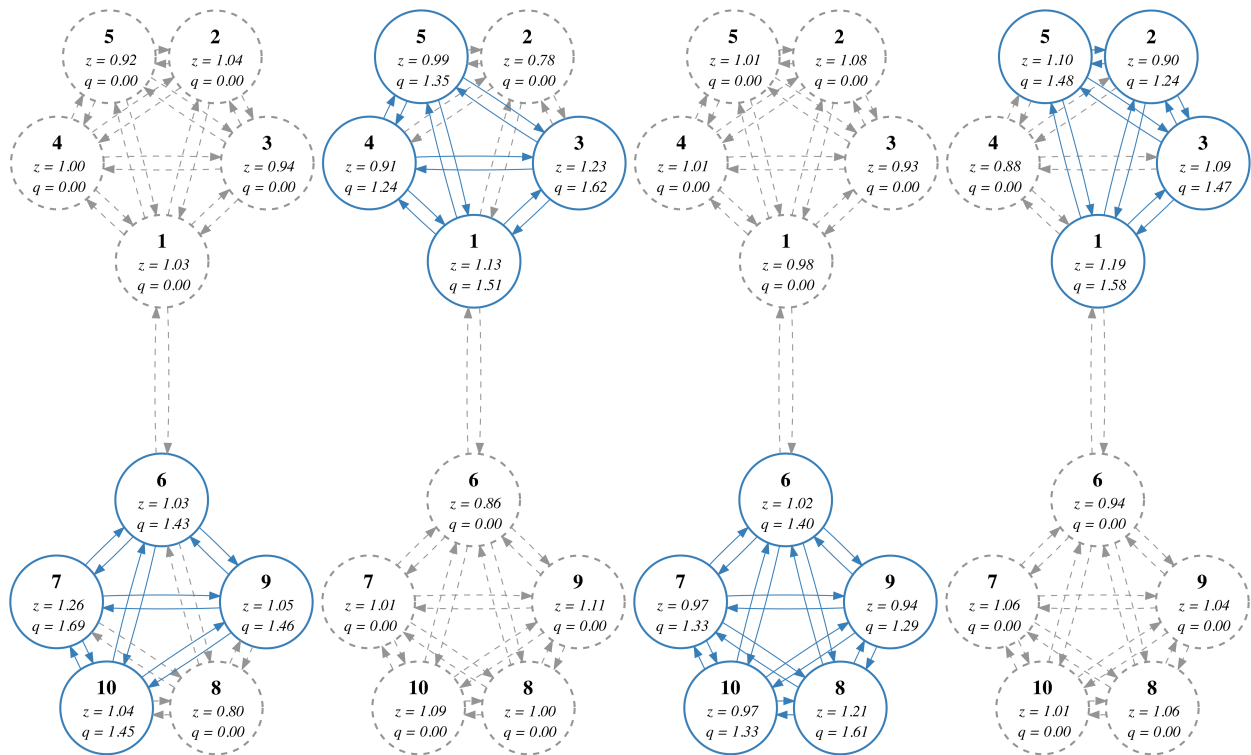 5
z = 0.92
q = 0.00
2
z = 1.04
q = 0.00
4
z = 1.00
q = 0.00
3
z = 0.94
q = 0.00
1
z = 1.03
q = 0.00
6
z = 1.03
q = 1.43
7
z = 1.26
q = 1.69
9
z = 1.05
q = 1.46
10
z = 1.04
q = 1.45
8
z = 0.80
q = 0.00
5
z = 0.99
q = 1.35
2
z = 0.78
q = 0.00
4
z = 0.91
q = 1.24
3
z = 1.23
q = 1.62
1
z = 1.13
q = 1.51
6
z = 0.86
q = 0.00
7
z = 1.01
q = 0.00
9
z = 1.11
q = 0.00
10
z = 1.09
q = 0.00
8
z = 1.00
q = 0.00
5
z = 1.01
q = 0.00
2
z = 1.08
q = 0.00
4
z = 1.01
q = 0.00
3
z = 0.93
q = 0.00
1
z = 0.98
q = 0.00
6
z = 1.02
q = 1.40
7
z = 0.97
q = 1.33
9
z = 0.94
q = 1.29
10
z = 0.97
q = 1.33
8
z = 1.21
q = 1.61
5
z = 1.10
q = 1.48
2
z = 0.90
q = 1.24
4
z = 0.88
q = 0.00
3
z = 1.09
q = 1.47
1
z = 1.19
q = 1.58
6
z = 0.94
q = 0.00
7
z = 1.06
q = 0.00
9
z = 1.04
q = 0.00
10
z = 1.01
q = 0.00
8
z = 1.06
q = 0.00